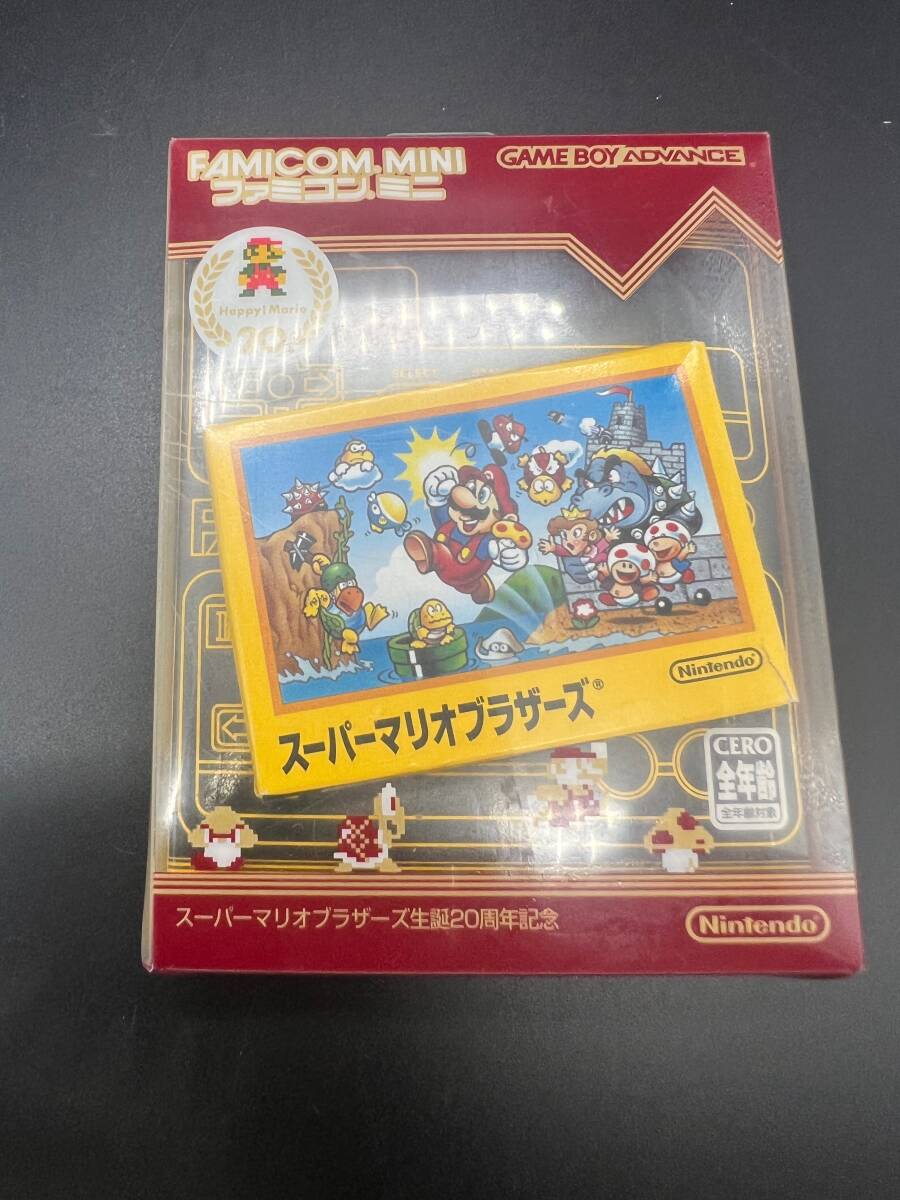 FAMICOM MINI
ファミコンミニ
GAME BOY ADVANCE
Happy! Mario
20th
SELECT
スーパーマリオブラザーズ®
Nintendo
CERO
全年齢
全年齢対象
スーパーマリオブラザーズ生誕20周年記念
Nintendo®